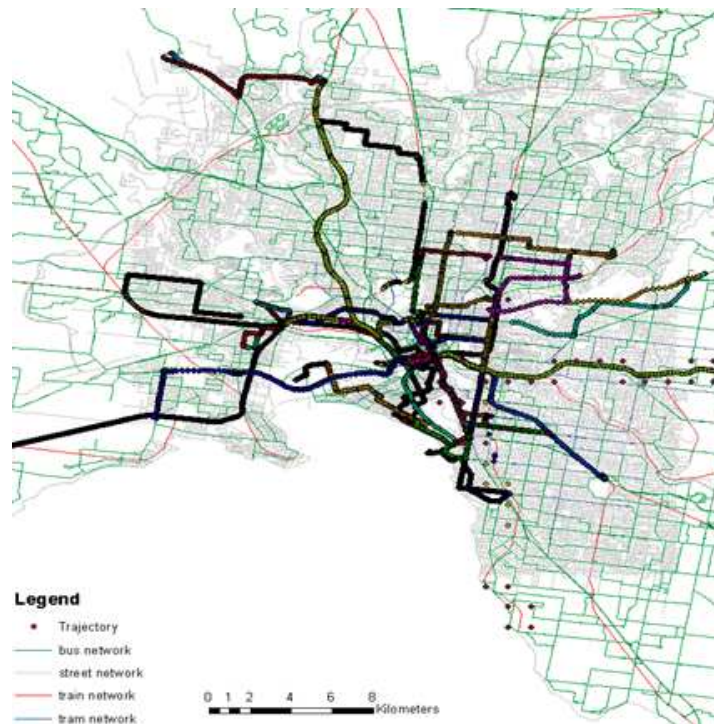 Legend
Trajectory
bus network
street network
train network
tram network
0 1 2 4 6 8
Kilometers